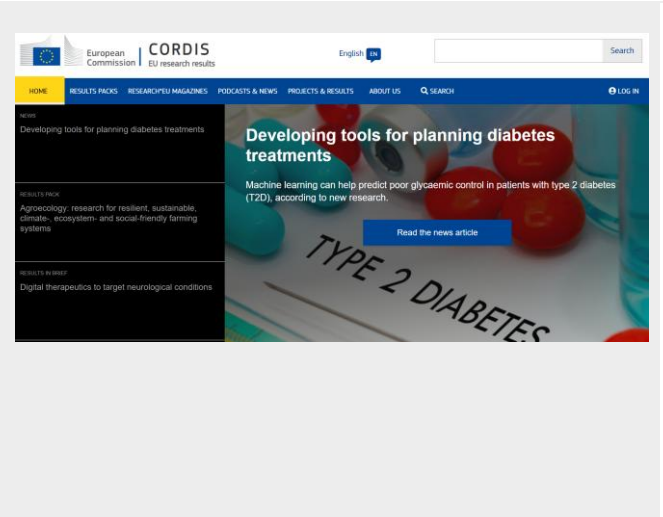 European
Commission
CORDIS
EU research results
English EN
Search
HOME RESULTS PACKS RESEARCH*EU MAGAZINES PODCASTS & NEWS PROJECTS & RESULTS ABOUT US SEARCH LOG IN
NEWS
Developing tools for planning diabetes treatments
RESULTS PACK
Agroecology: research for resilient, sustainable,
climate-, ecosystem- and social-friendly farming
systems
RESULTS IN BRIEF
Digital therapeutics to target neurological conditions
Developing tools for planning diabetes
treatments
Machine learning can help predict poor glycaemic control in patients with type 2 diabetes
(T2D), according to new research.
Read the news article
TYPE 2 DIABETES